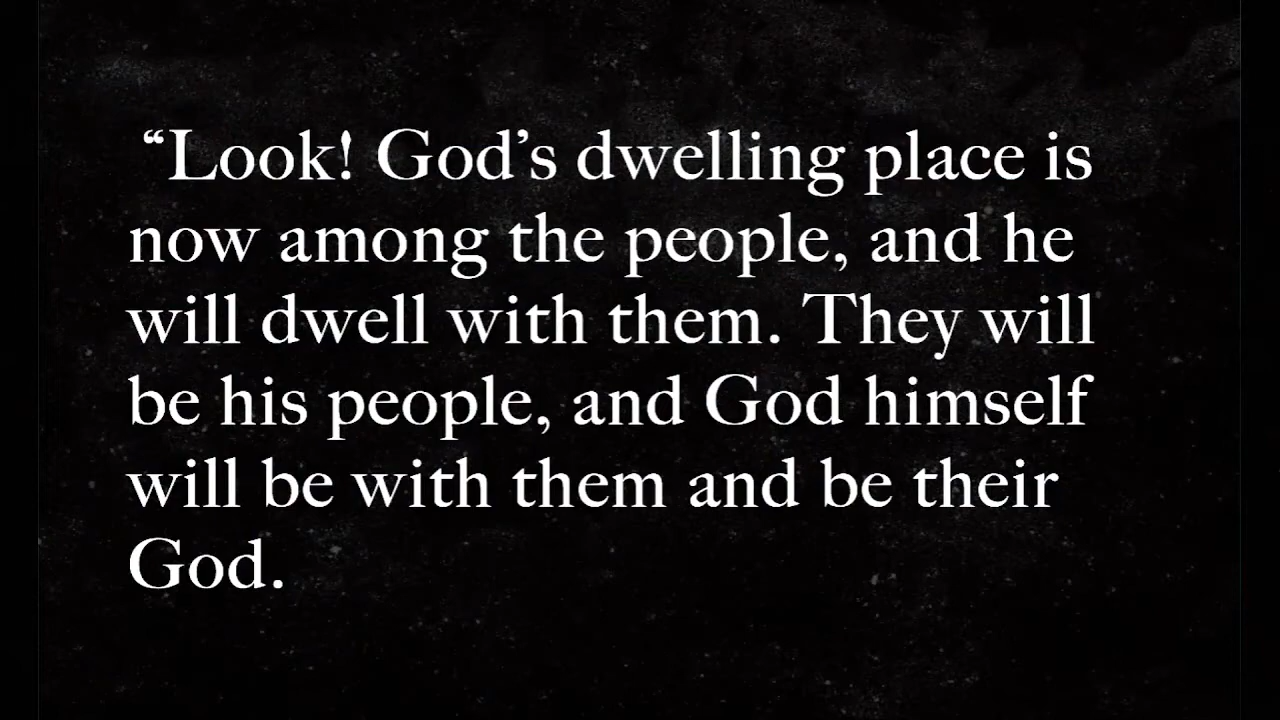 “Look! God’s dwelling place is
now among the people, and he
will dwell with them. They will
be his people, and God himself
will be with them and be their
God.